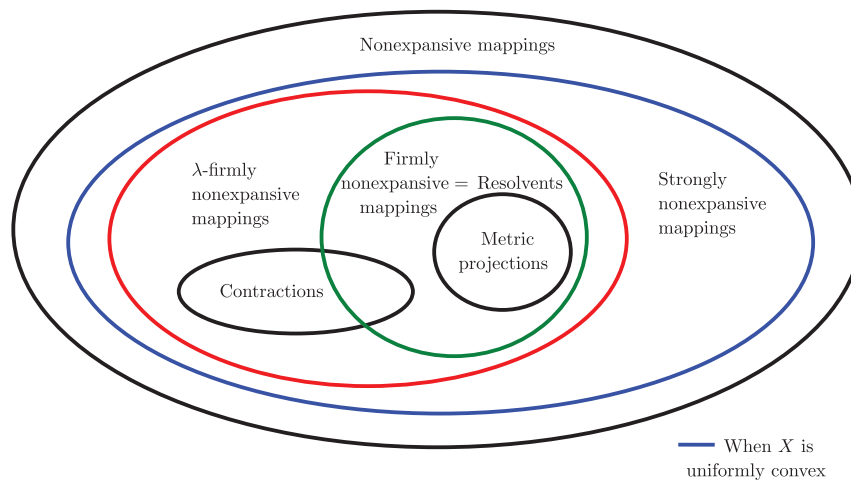 Nonexpansive mappings
λ-firmly
nonexpansive
mappings
Firmly
nonexpansive = Resolvents
mappings
Strongly
nonexpansive
mappings
Metric
projections
Contractions
When X is
uniformly convex